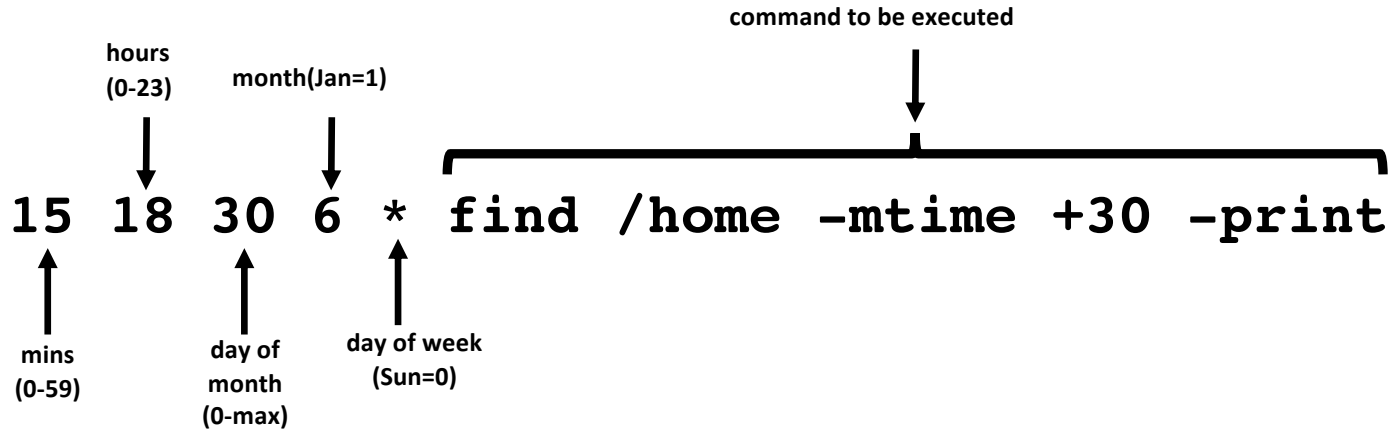 command to be executed
hours
(0-23)
month(Jan=1)
15 18 30 6 * find /home -mtime +30 -print
mins
(0-59)
day of
month
(0-max)
day of week
(Sun=0)